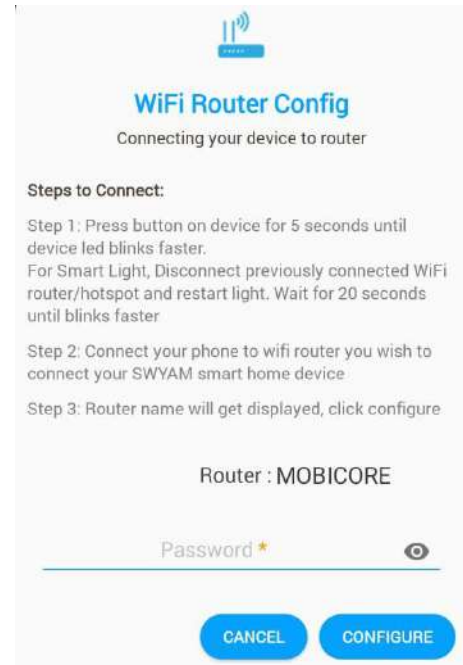 WiFi Router Config
Connecting your device to router
Steps to Connect:
Step 1: Press button on device for 5 seconds until
device led blinks faster.
For Smart Light, Disconnect previously connected WiFi
router/hotspot and restart light. Wait for 20 seconds
until blinks faster
Step 2: Connect your phone to wifi router you wish to
connect your SWYAM smart home device
Step 3: Router name will get displayed, click configure
Router : MOBICORE
Password *
CANCEL CONFIGURE